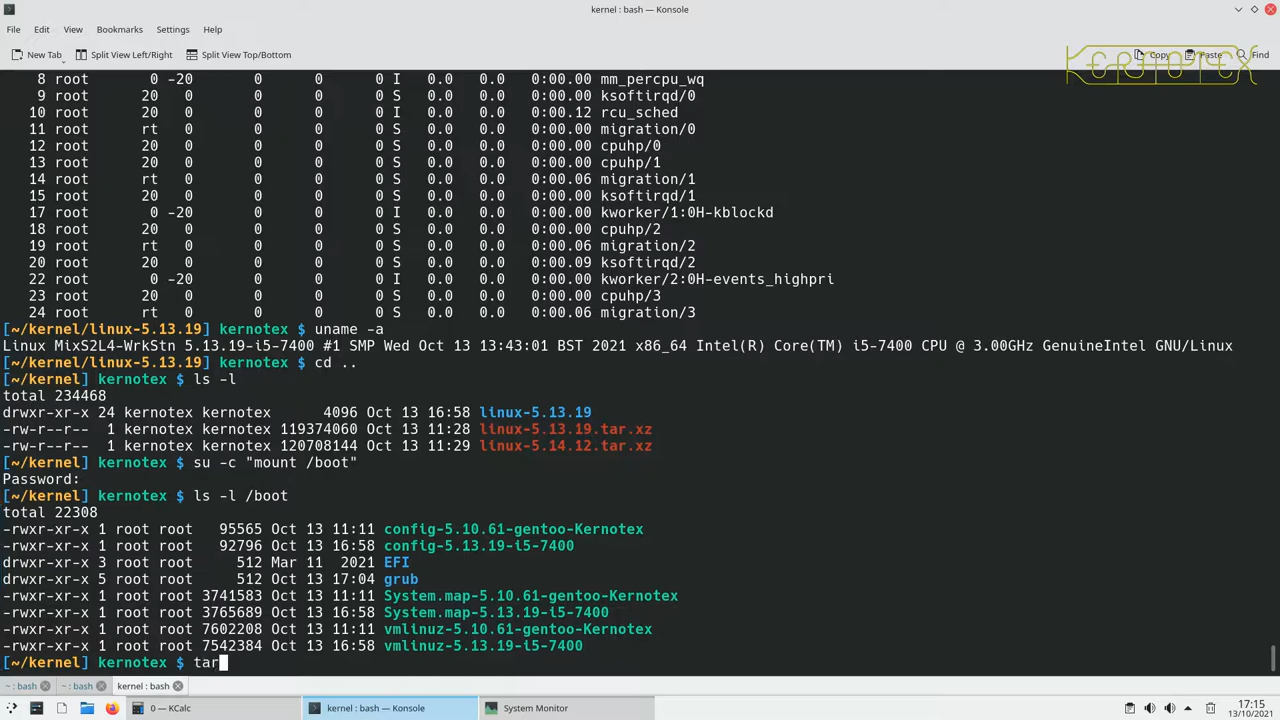 kernel : bash — Konsole
File Edit View Bookmarks Settings Help
New Tab Split View Left/Right Split View Top/Bottom Copy Paste Find
KERNOTEX
8 root 0 -20 0 0 0 I 0.0 0.0 0:00.00 mm_percpu_wq
9 root 20 0 0 0 0 S 0.0 0.0 0:00.00 ksoftirqd/0
10 root 20 0 0 0 0 I 0.0 0.0 0:00.12 rcu_sched
11 root rt 0 0 0 0 S 0.0 0.0 0:00.00 migration/0
12 root 20 0 0 0 0 S 0.0 0.0 0:00.00 cpuhp/0
13 root 20 0 0 0 0 S 0.0 0.0 0:00.00 cpuhp/1
14 root rt 0 0 0 0 S 0.0 0.0 0:00.06 migration/1
15 root 20 0 0 0 0 S 0.0 0.0 0:00.00 ksoftirqd/1
17 root 0 -20 0 0 0 I 0.0 0.0 0:00.00 kworker/1:0H-kblockd
18 root 20 0 0 0 0 S 0.0 0.0 0:00.00 cpuhp/2
19 root rt 0 0 0 0 S 0.0 0.0 0:00.06 migration/2
20 root 20 0 0 0 0 S 0.0 0.0 0:00.09 ksoftirqd/2
22 root 0 -20 0 0 0 I 0.0 0.0 0:00.00 kworker/2:0H-events_highpri
23 root 20 0 0 0 0 S 0.0 0.0 0:00.00 cpuhp/3
24 root rt 0 0 0 0 S 0.0 0.0 0:00.06 migration/3
[~/kernel/linux-5.13.19] kernotex $ uname -a
Linux MixS2L4-WrkStn 5.13.19-i5-7400 #1 SMP Wed Oct 13 13:43:01 BST 2021 x86_64 Intel(R) Core(TM) i5-7400 CPU @ 3.00GHz GenuineIntel GNU/Linux
[~/kernel/linux-5.13.19] kernotex $ cd ..
[~/kernel] kernotex $ ls -l
total 234468
drwxr-xr-x 24 kernotex kernotex 4096 Oct 13 16:58 linux-5.13.19
-rw-r--r-- 1 kernotex kernotex 119374060 Oct 13 11:28 linux-5.13.19.tar.xz
-rw-r--r-- 1 kernotex kernotex 120708144 Oct 13 11:29 linux-5.14.12.tar.xz
[~/kernel] kernotex $ su -c "mount /boot"
Password:
[~/kernel] kernotex $ ls -l /boot
total 22308
-rwxr-xr-x 1 root root 95565 Oct 13 11:11 config-5.10.61-gentoo-Kernotex
-rwxr-xr-x 1 root root 92796 Oct 13 16:58 config-5.13.19-i5-7400
drwxr-xr-x 3 root root 512 Mar 11 2021 EFI
drwxr-xr-x 5 root root 512 Oct 13 17:04 grub
-rwxr-xr-x 1 root root 3741583 Oct 13 11:11 System.map-5.10.61-gentoo-Kernotex
-rwxr-xr-x 1 root root 3765689 Oct 13 16:58 System.map-5.13.19-i5-7400
-rwxr-xr-x 1 root root 7602208 Oct 13 11:11 vmlinuz-5.10.61-gentoo-Kernotex
-rwxr-xr-x 1 root root 7542384 Oct 13 16:58 vmlinuz-5.13.19-i5-7400
[~/kernel] kernotex $ tar
~ : bash ~ : bash kernel : bash
0 — KCalc kernel : bash — Konsole System Monitor 17:15
13/10/2021